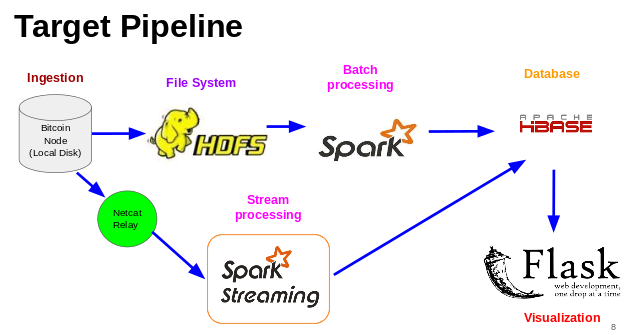 Target Pipeline
Ingestion
File System
Batch
processing
Database
Bitcoin
Node
(Local Disk)
HDFS
Spark
APACHE
HBASE
Netcat
Relay
Stream
processing
Spark
Streaming
Flask
web development,
one drop at a time
Visualization
8